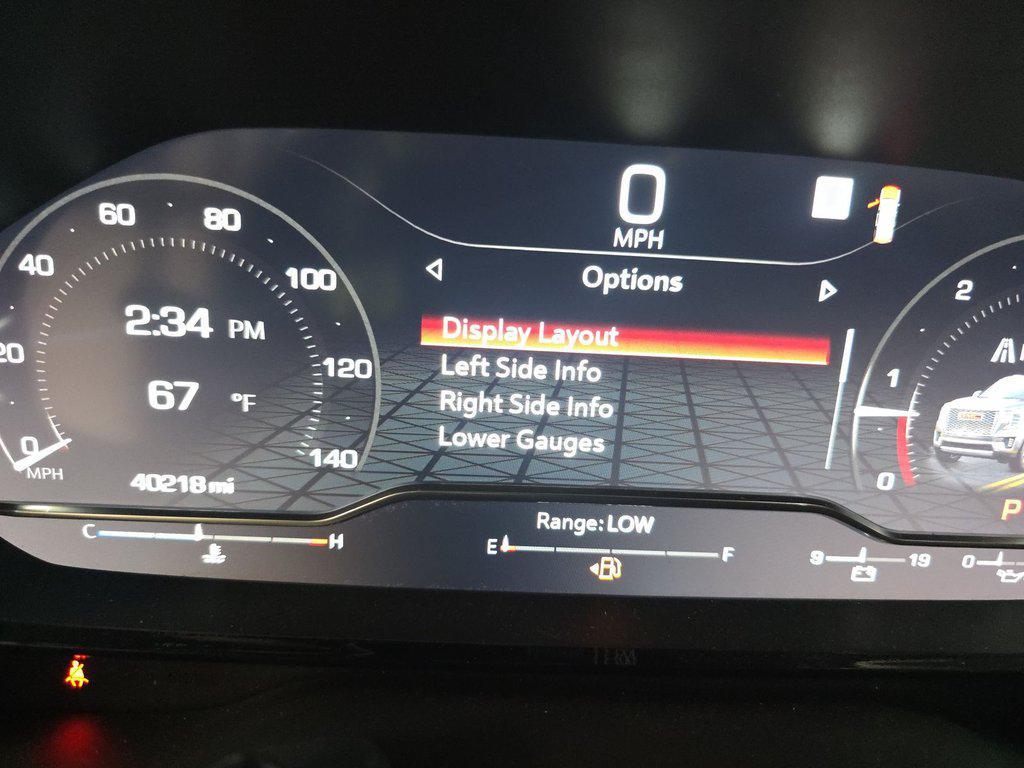 0
MPH
60
80
40
100
20
120
0
140
MPH
2:34 PM
67 °F
40218 mi
Options
Display Layout
Left Side Info
Right Side Info
Lower Gauges
2
1
0
P
C
H
Range: LOW
E
F
9
19
0